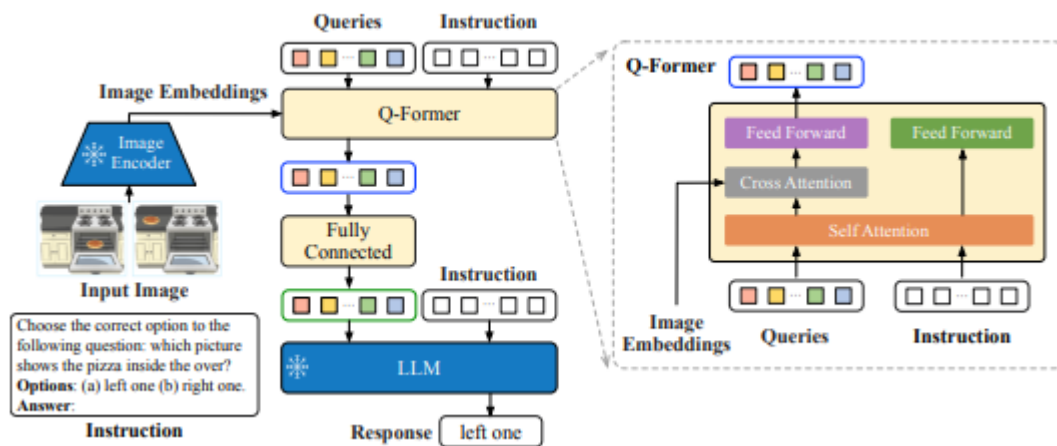 Queries
Instruction
Image Embeddings
Q-Former
Image
Encoder
Input Image
Fully
Connected
Instruction
LLM
Response
left one
Choose the correct option to the
following question: which picture
shows the pizza inside the over?
Options: (a) left one (b) right one.
Answer:
Instruction
Q-Former
Feed Forward
Feed Forward
Cross Attention
Self Attention
Image
Embeddings
Queries
Instruction